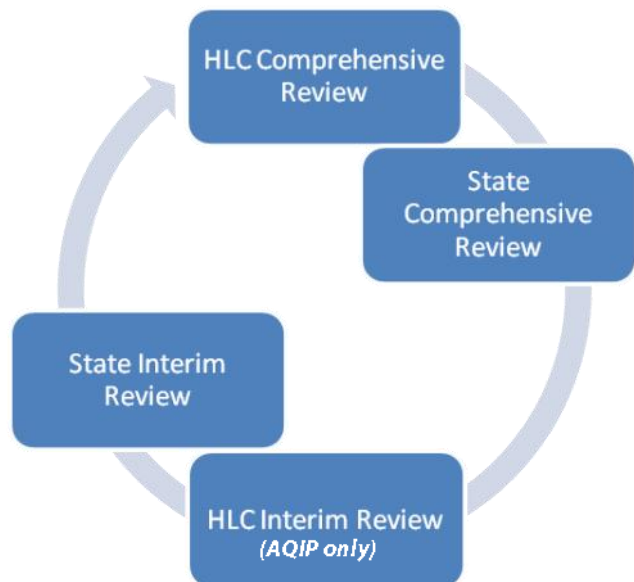 HLC Comprehensive
Review
State
Comprehensive
Review
HLC Interim Review
(AQIP only)
State Interim
Review